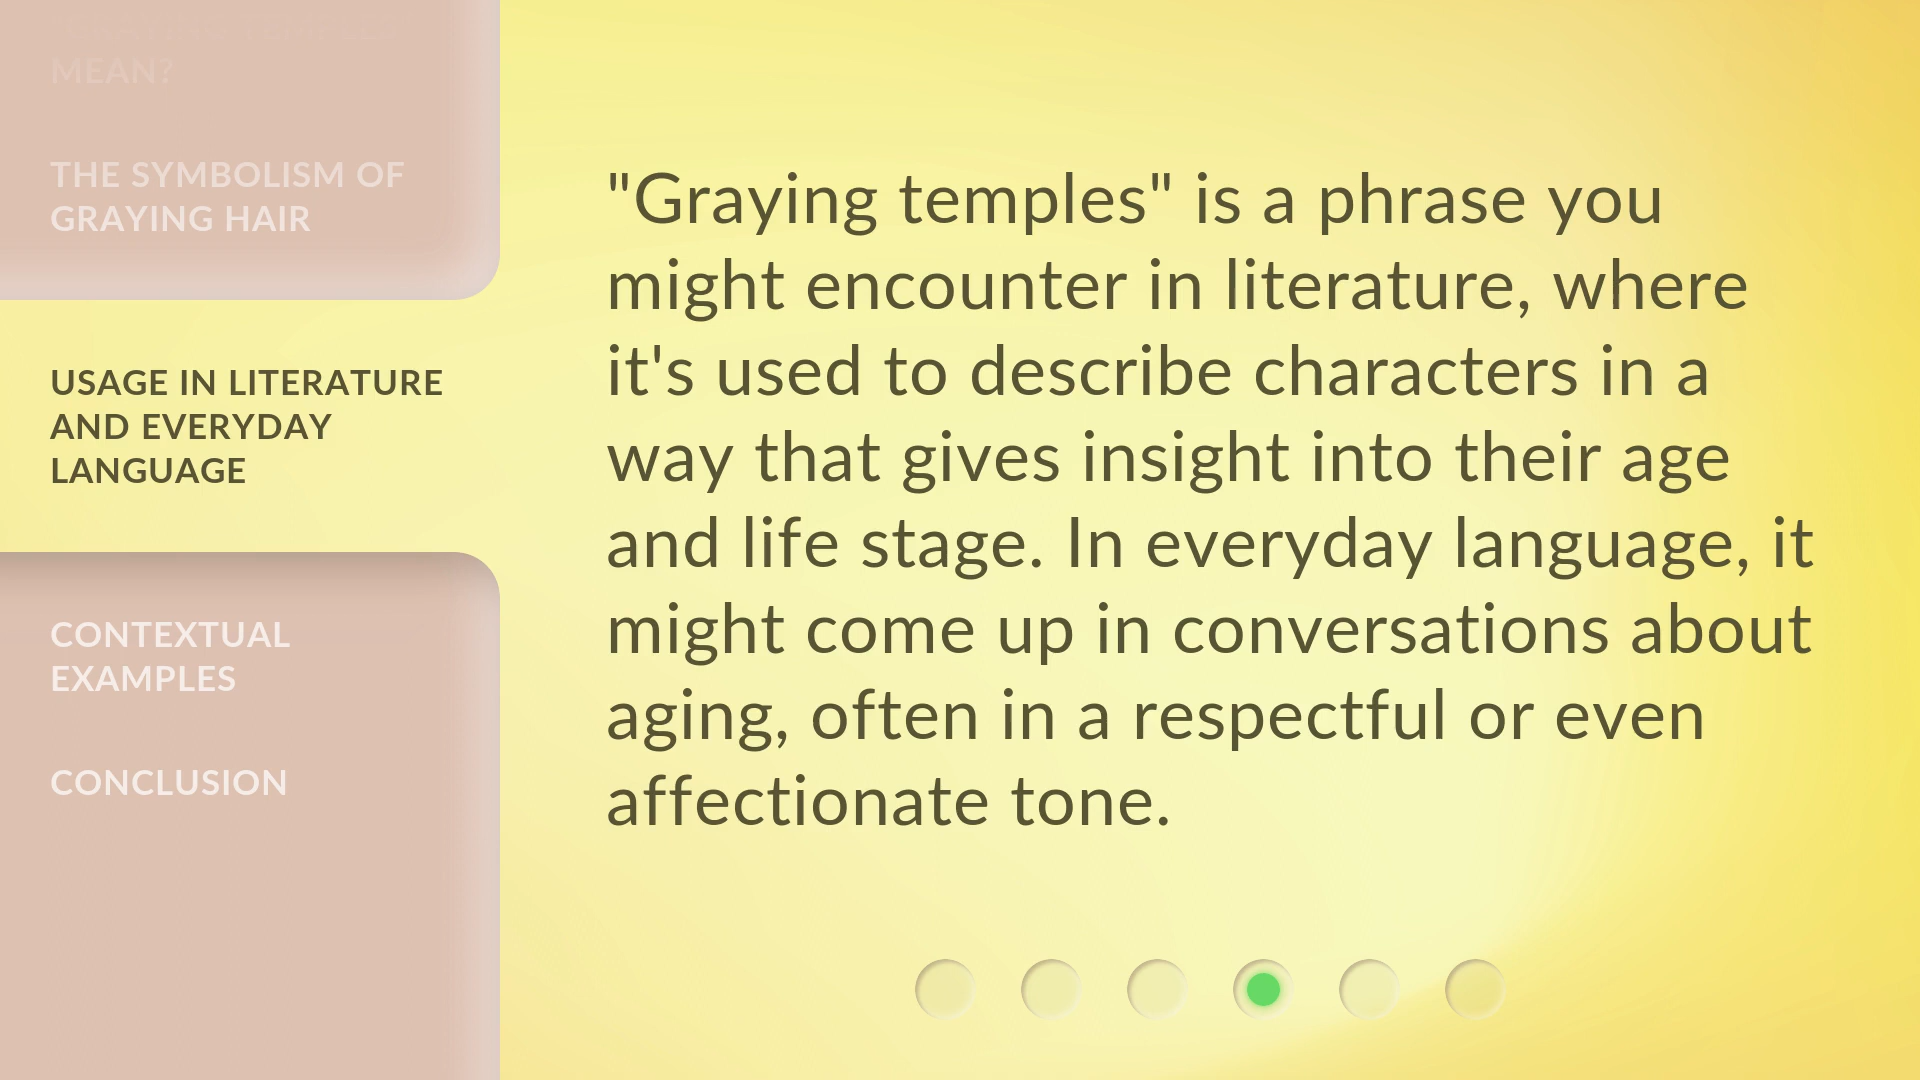 MEAN?
THE SYMBOLISM OF
GRAYING HAIR
USAGE IN LITERATURE
AND EVERYDAY
LANGUAGE
CONTEXTUAL
EXAMPLES
CONCLUSION
"Graying temples" is a phrase you
might encounter in literature, where
it's used to describe characters in a
way that gives insight into their age
and life stage. In everyday language, it
might come up in conversations about
aging, often in a respectful or even
affectionate tone.